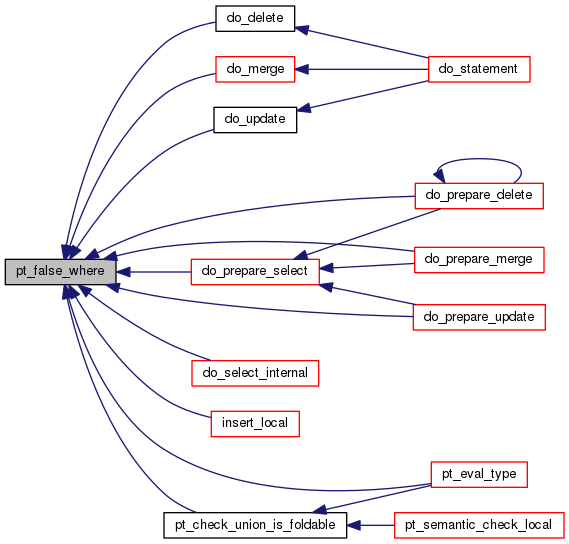 do_delete
do_merge
do_statement
do_update
do_prepare_delete
do_prepare_merge
pt_false_where
do_prepare_select
do_prepare_update
do_select_internal
insert_local
pt_eval_type
pt_check_union_is_foldable
pt_semantic_check_local